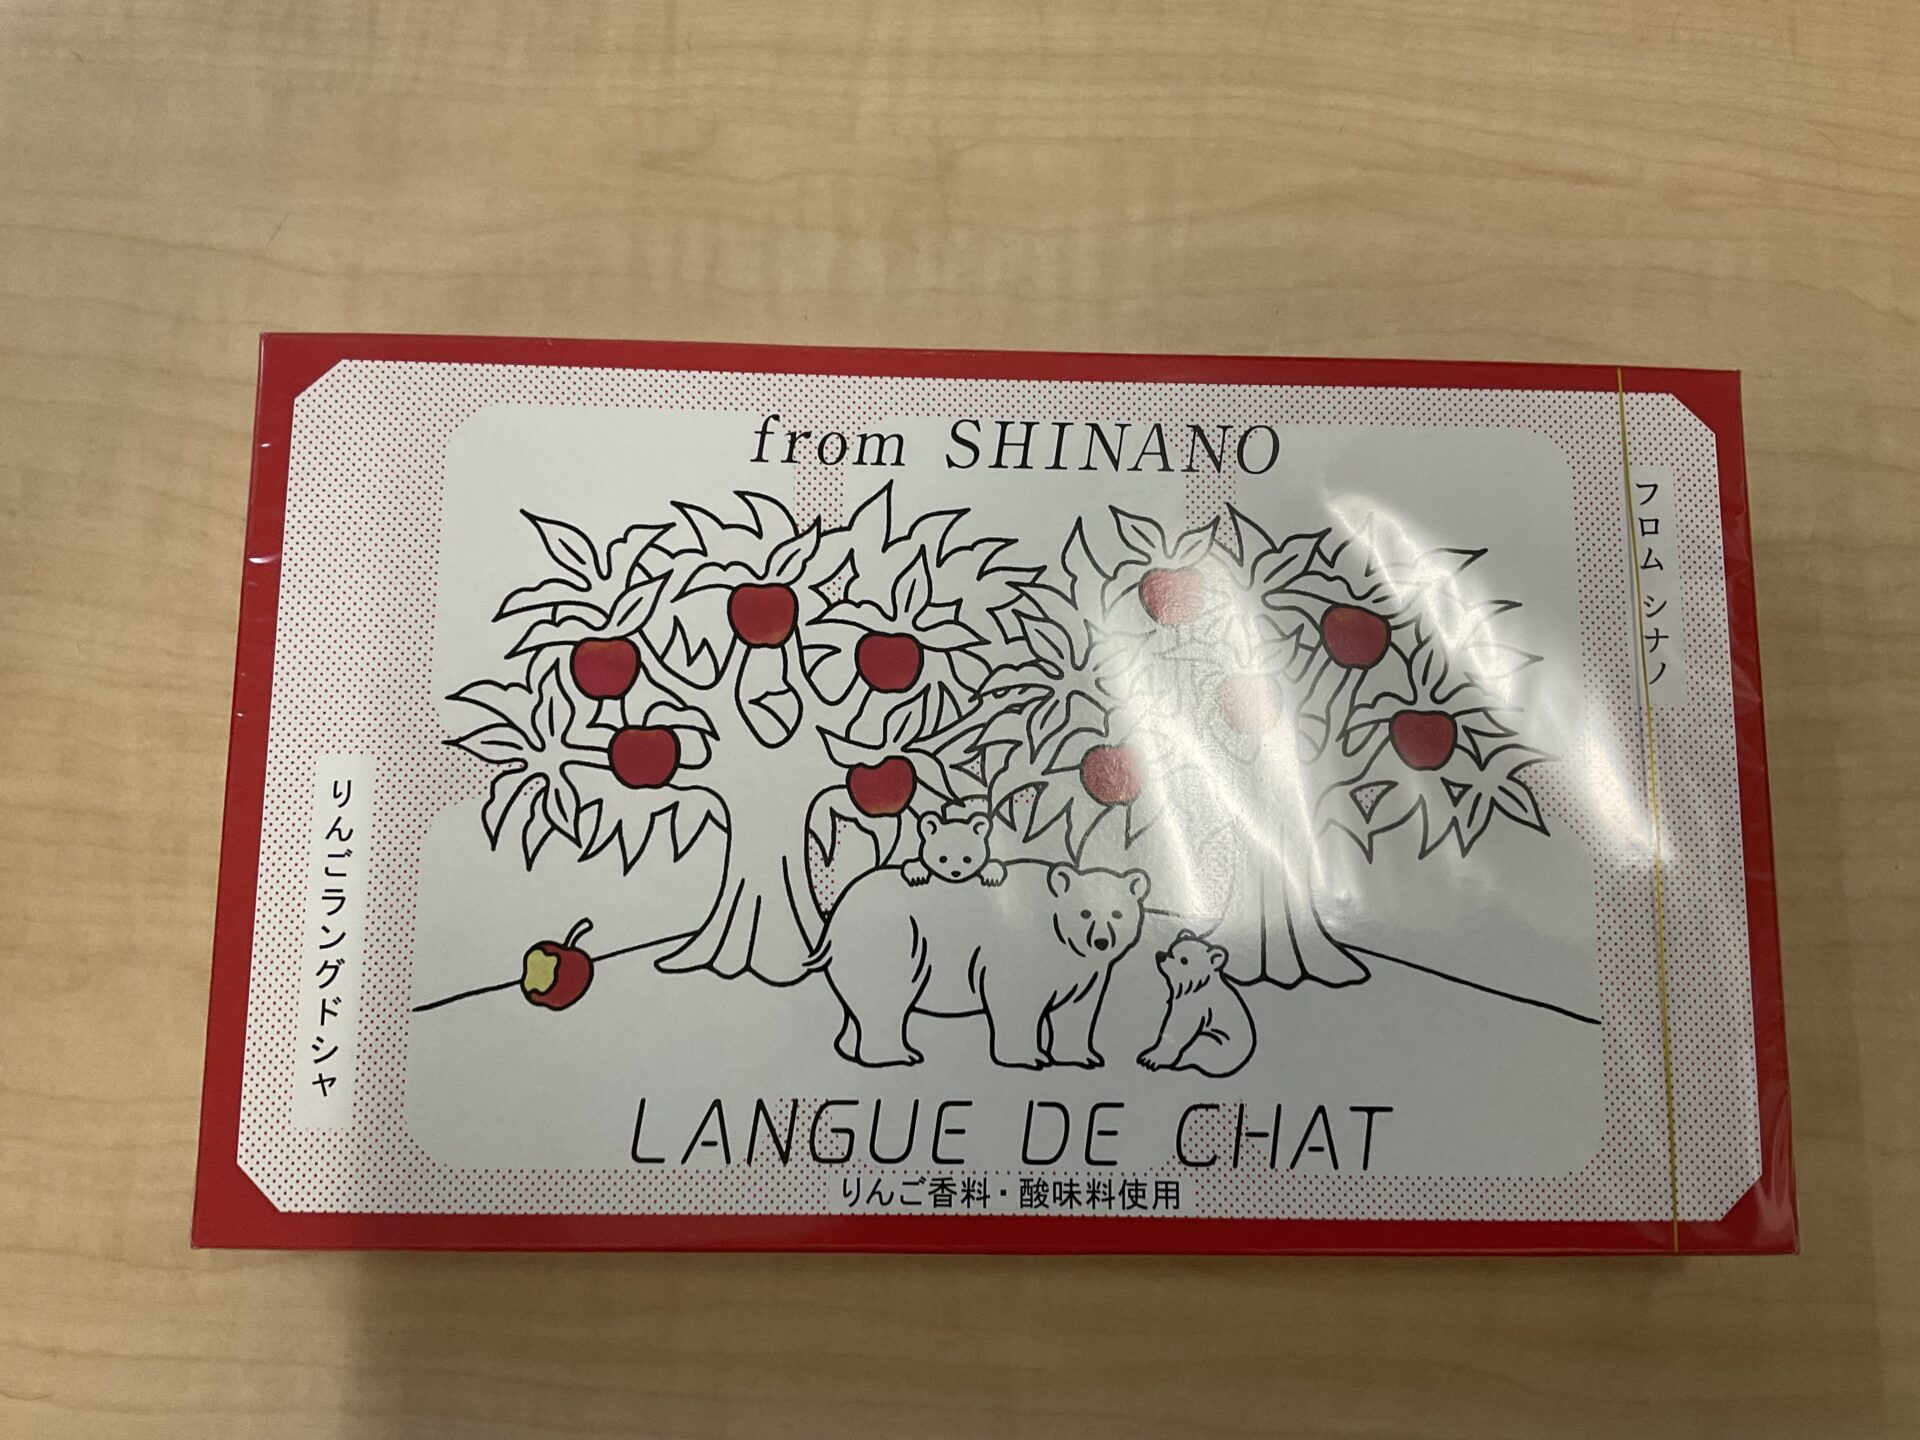 from SHINANO
フロム シナノ
りんごラングドシャ
LANGUE DE CHAT
りんご香料・酸味料使用